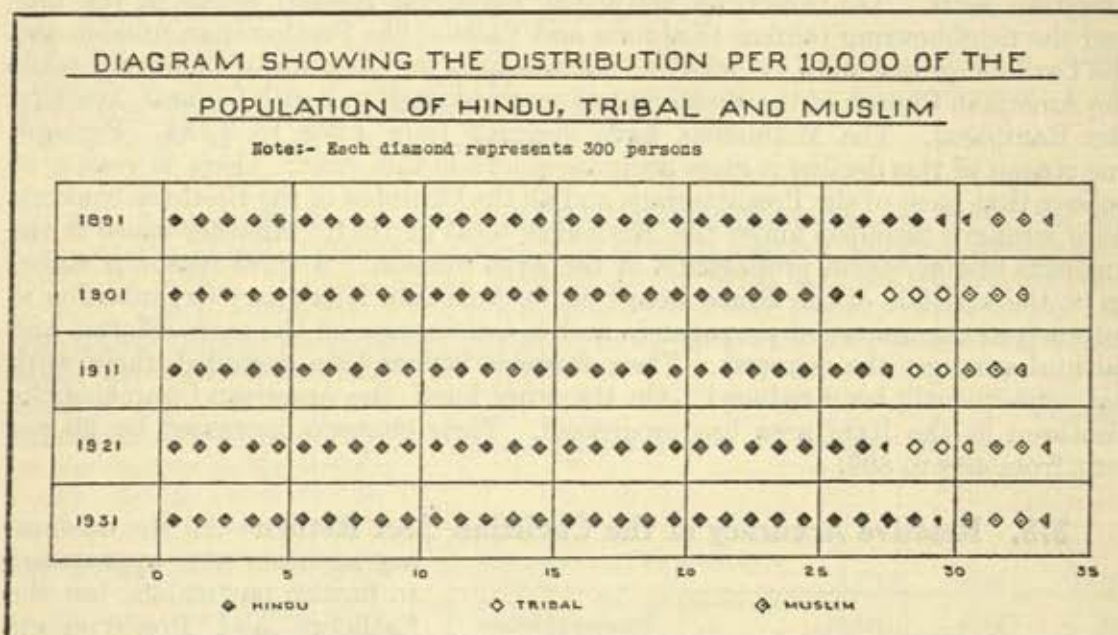 DIAGRAM SHOWING THE DISTRIBUTION PER 10,000 OF THE
POPULATION OF HINDU, TRIBAL AND MUSLIM
Note:- Each diamond represents 300 persons
1891
1901
1911
1921
1931
0 5 10 15 20 25 30 35
HINDU TRIBAL MUSLIM